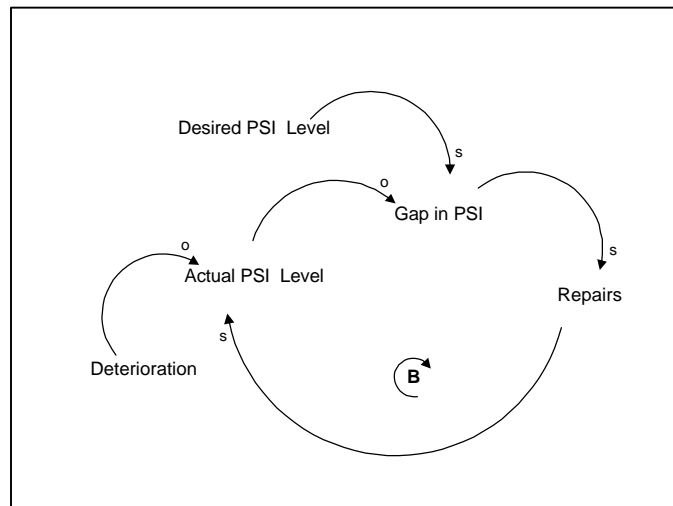 Desired PSI Level
s
o
Gap in PSI
s
o
Actual PSI Level
Repairs
s
B
Deterioration